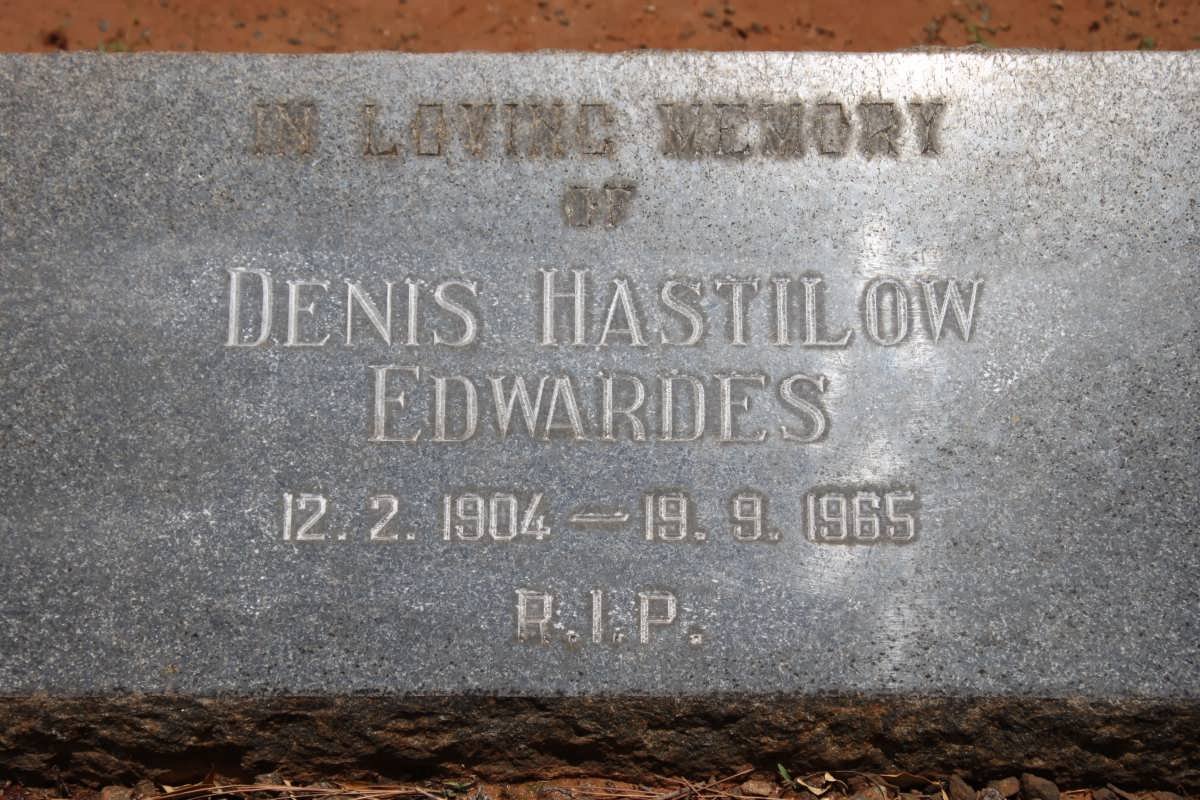 IN LOVING MEMORY
OF
DENIS HASTILOW
EDWARDES
12. 2. 1904 — 19. 9. 1965
R.I.P.